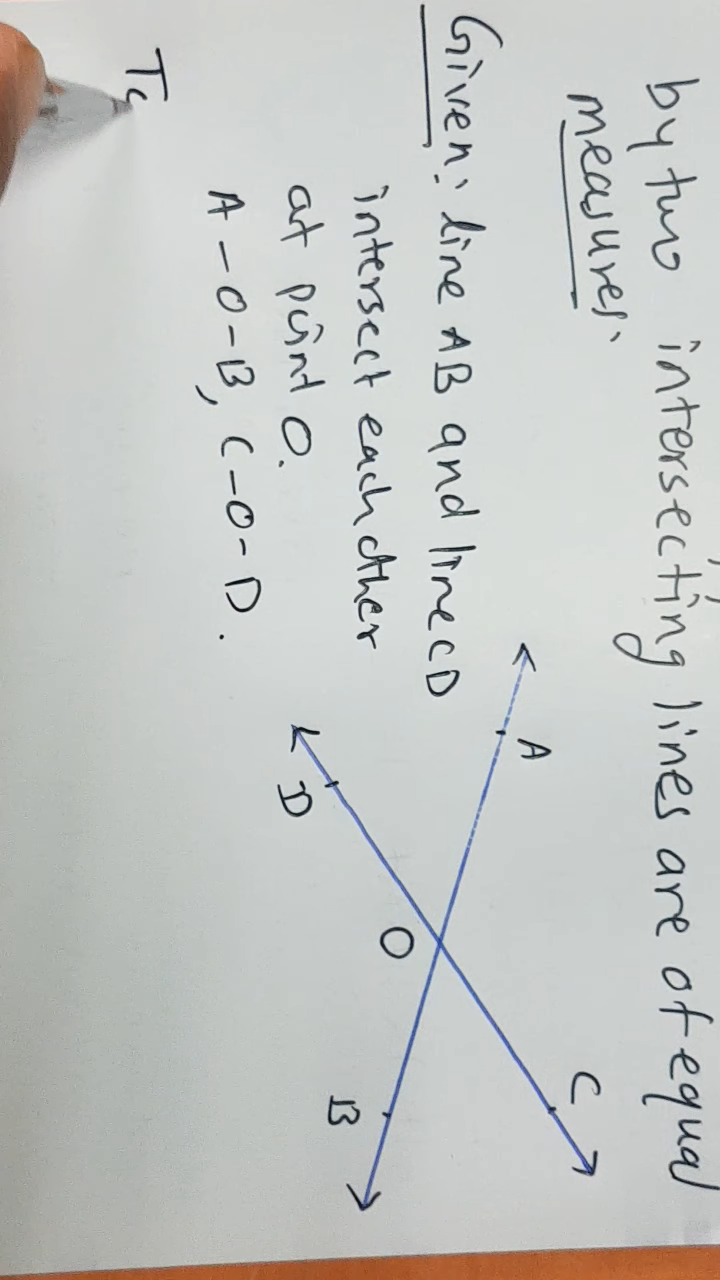 by two intersecting lines are of equal
measures.
Given: line AB and line CD
intersect each other
at point O.
A-O-B, C-O-D.
A
D
O
C
B